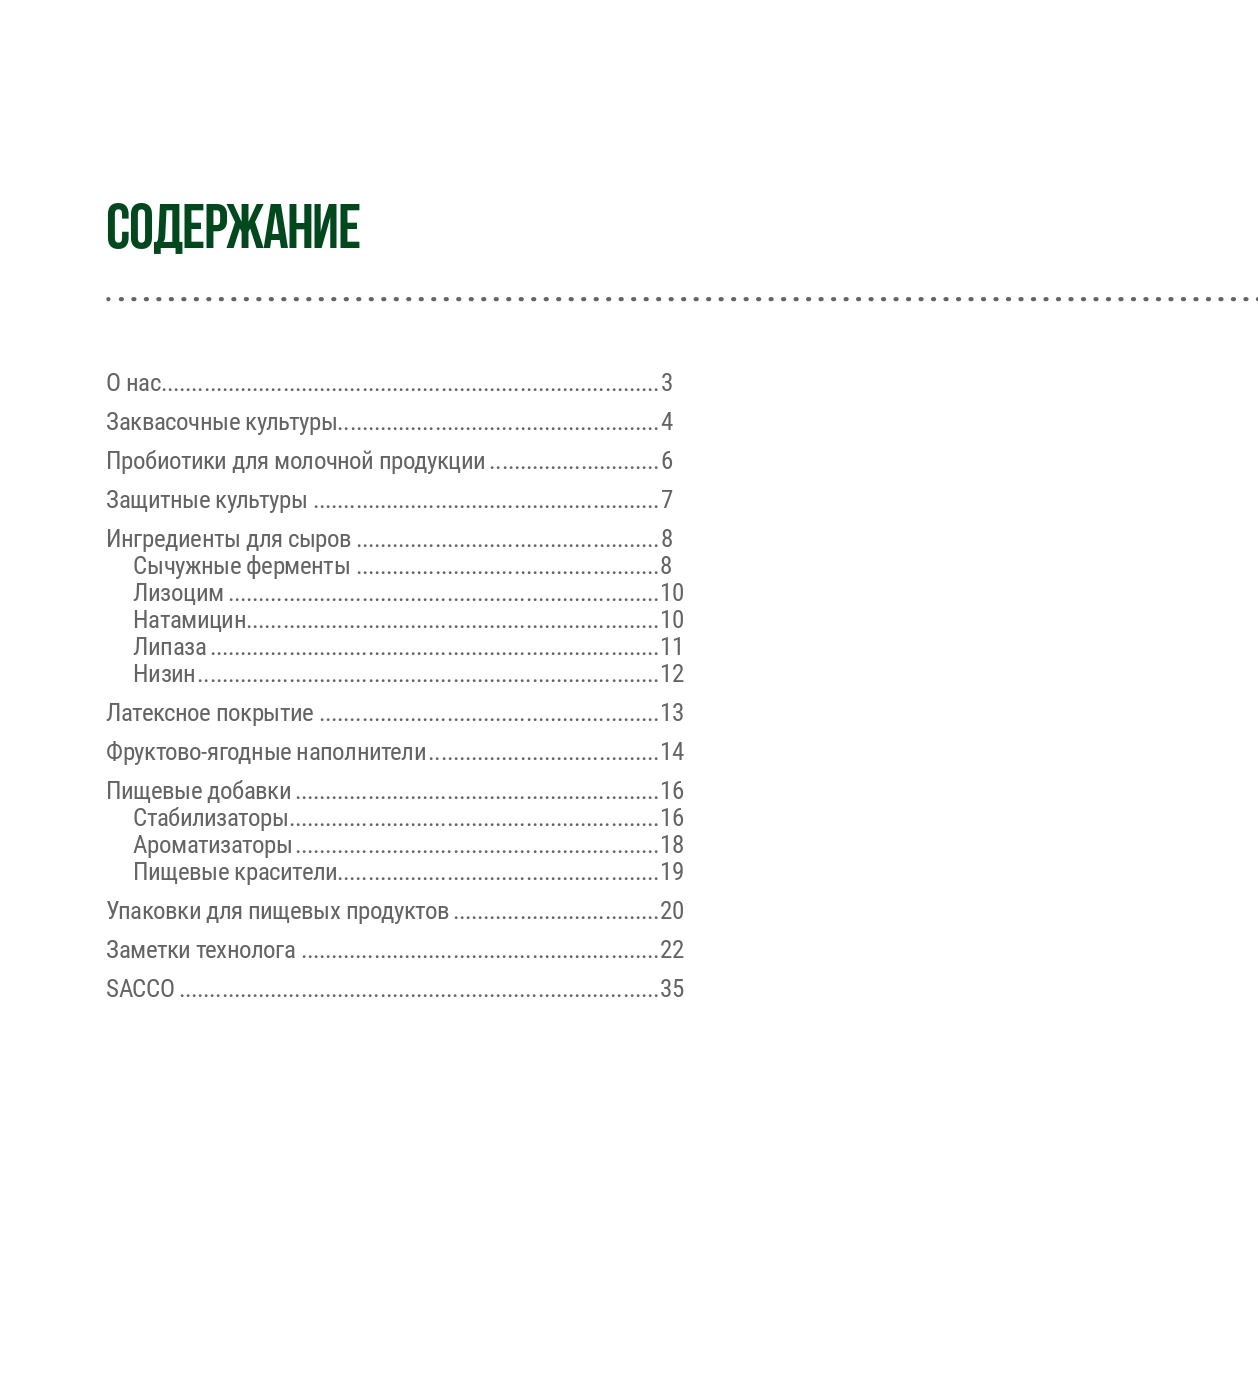 СОДЕРЖАНИЕ
О нас..................................................................................3
Заквасочные культуры.....................................................4
Пробиотики для молочной продукции ............................6
Защитные культуры .........................................................7
Ингредиенты для сыров ..................................................8
Сычужные ферменты ..................................................8
Лизоцим .......................................................................10
Натамицин....................................................................10
Липаза ..........................................................................11
Низин............................................................................12
Латексное покрытие ........................................................13
Фруктово-ягодные наполнители......................................14
Пищевые добавки ............................................................16
Стабилизаторы.............................................................16
Ароматизаторы ............................................................18
Пищевые красители.....................................................19
Упаковки для пищевых продуктов ..................................20
Заметки технолога ...........................................................22
SACCO ...............................................................................35